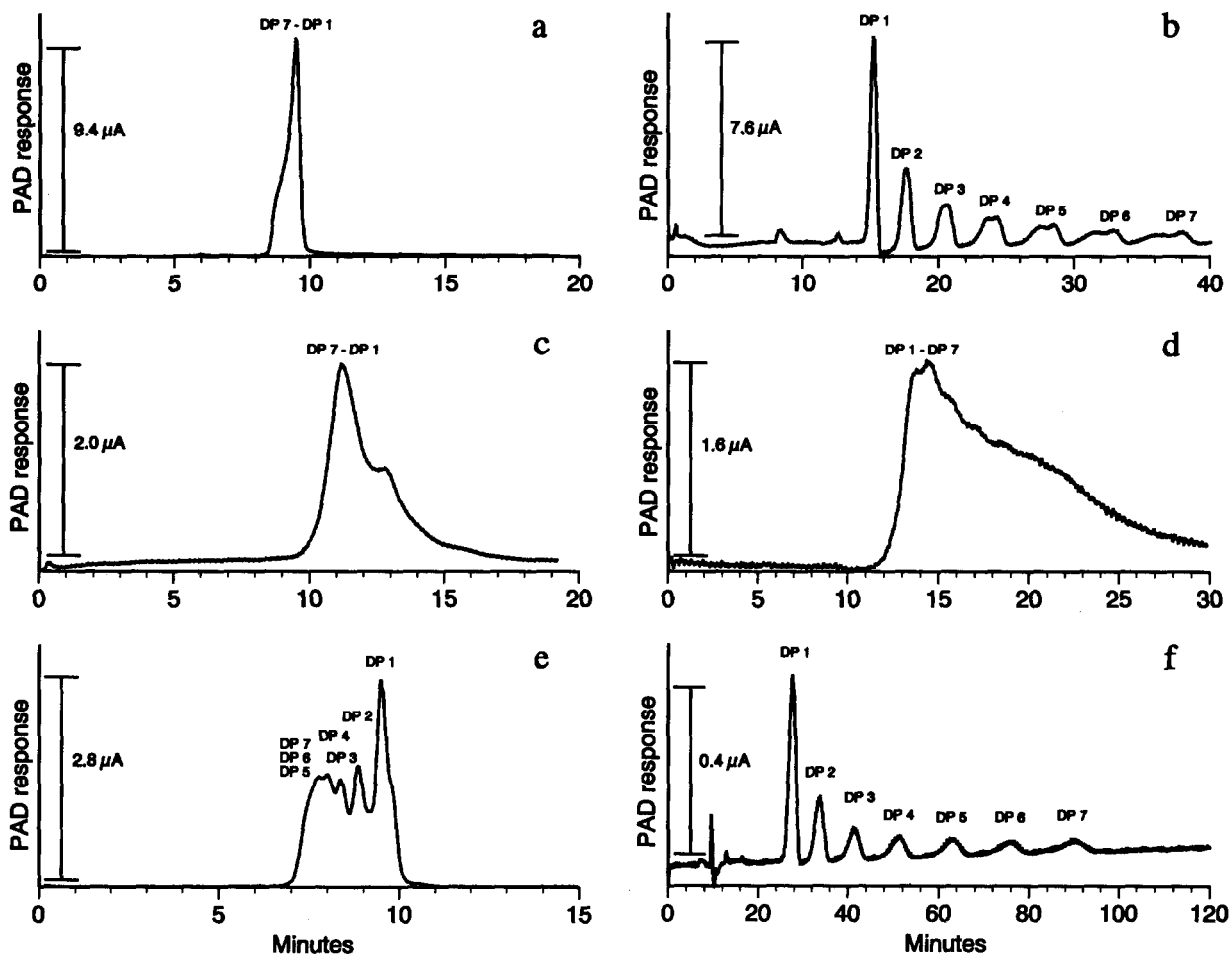 DP 7 - DP 1
a
PAD response
9.4 µA
0 5 10 15 20
DP 1
b
PAD response
7.6 µA
DP 2
DP 3
DP 4
DP 5
DP 6
DP 7
0 10 20 30 40
DP 7 - DP 1
c
PAD response
2.0 µA
0 5 10 15 20
DP 1 - DP 7
d
PAD response
1.6 µA
0 5 10 15 20 25 30
DP 1
e
PAD response
2.8 µA
DP 2
DP 4
DP 3
DP 7
DP 6
DP 5
0 5 10 15
Minutes
DP 1
f
PAD response
0.4 µA
DP 2
DP 3
DP 4
DP 5
DP 6
DP 7
0 20 40 60 80 100 120
Minutes